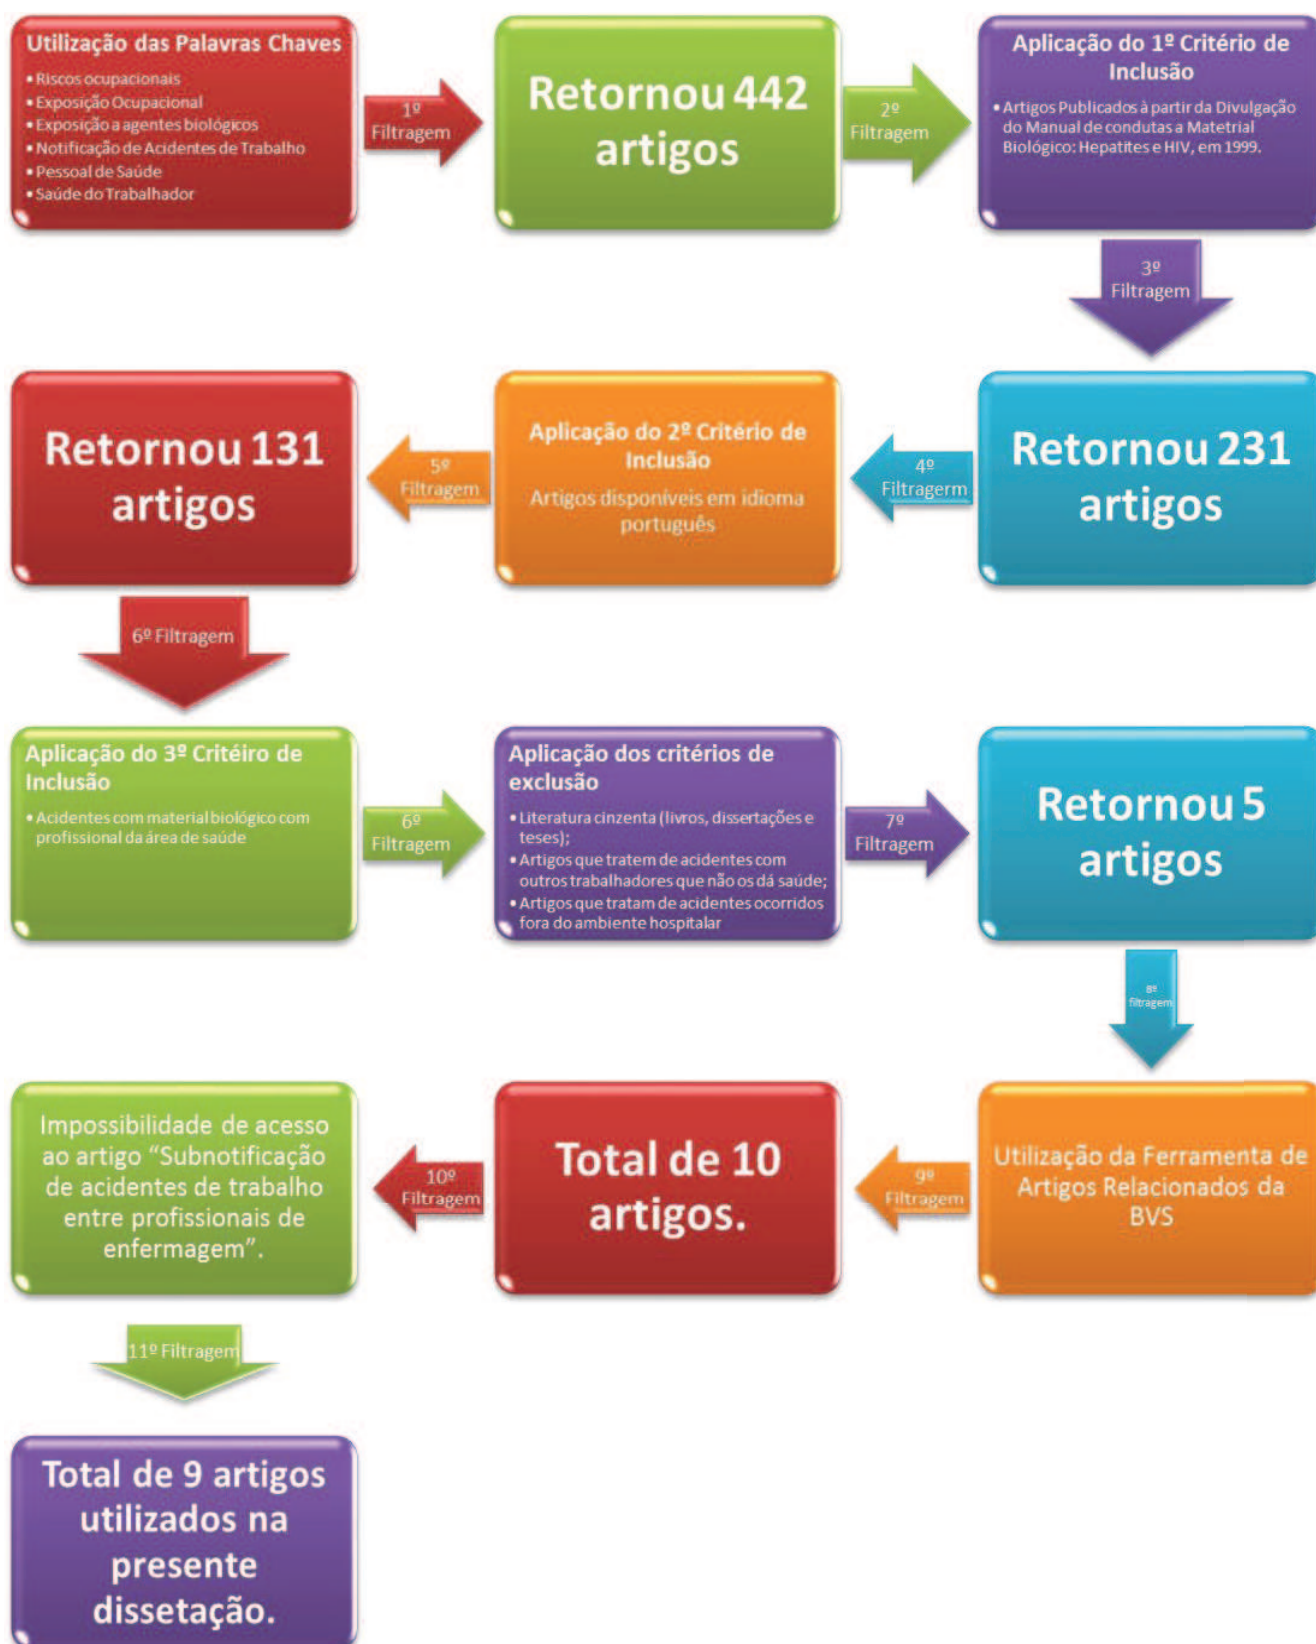 Utilização das Palavras Chaves
• Riscos ocupacionais
• Exposição Ocupacional
• Exposição a agentes biológicos
• Notificação de Acidentes de Trabalho
• Pessoal de Saúde
• Saúde do Trabalhador
1º
Filtragem
Retornou 442
artigos
2º
Filtragem
Aplicação do 1º Critério de
Inclusão
• Artigos Publicados à partir da Divulgação
do Manual de condutas a Matetrial
Biológico: Hepatites e HIV, em 1999.
3º
Filtragem
Retornou 231
artigos
4º
Filtragerm
Aplicação do 2º Critério de
Inclusão
Artigos disponíveis em idioma
português
5º
Filtragem
Retornou 131
artigos
6º Filtragem
Aplicação do 3º Critéiro de
Inclusão
• Acidentes com material biológico com
profissional da área de saúde
6º
Filtragem
Aplicação dos critérios de
exclusão
• Literatura cinzenta (livros, dissertações e
teses);
• Artigos que tratem de acidentes com
outros trabalhadores que não os dá saúde;
• Artigos que tratam de acidentes ocorridos
fora do ambiente hospitalar
7º
Filtragem
Retornou 5
artigos
8º
filtragem
Utilização da Ferramenta de
Artigos Relacionados da
BVS
9º
Filtragem
Total de 10
artigos.
10º
Filtragem
Impossibilidade de acesso
ao artigo “Subnotificação
de acidentes de trabalho
entre profissionais de
enfermagem”.
11º Filtragem
Total de 9 artigos
utilizados na
presente
dissetação.